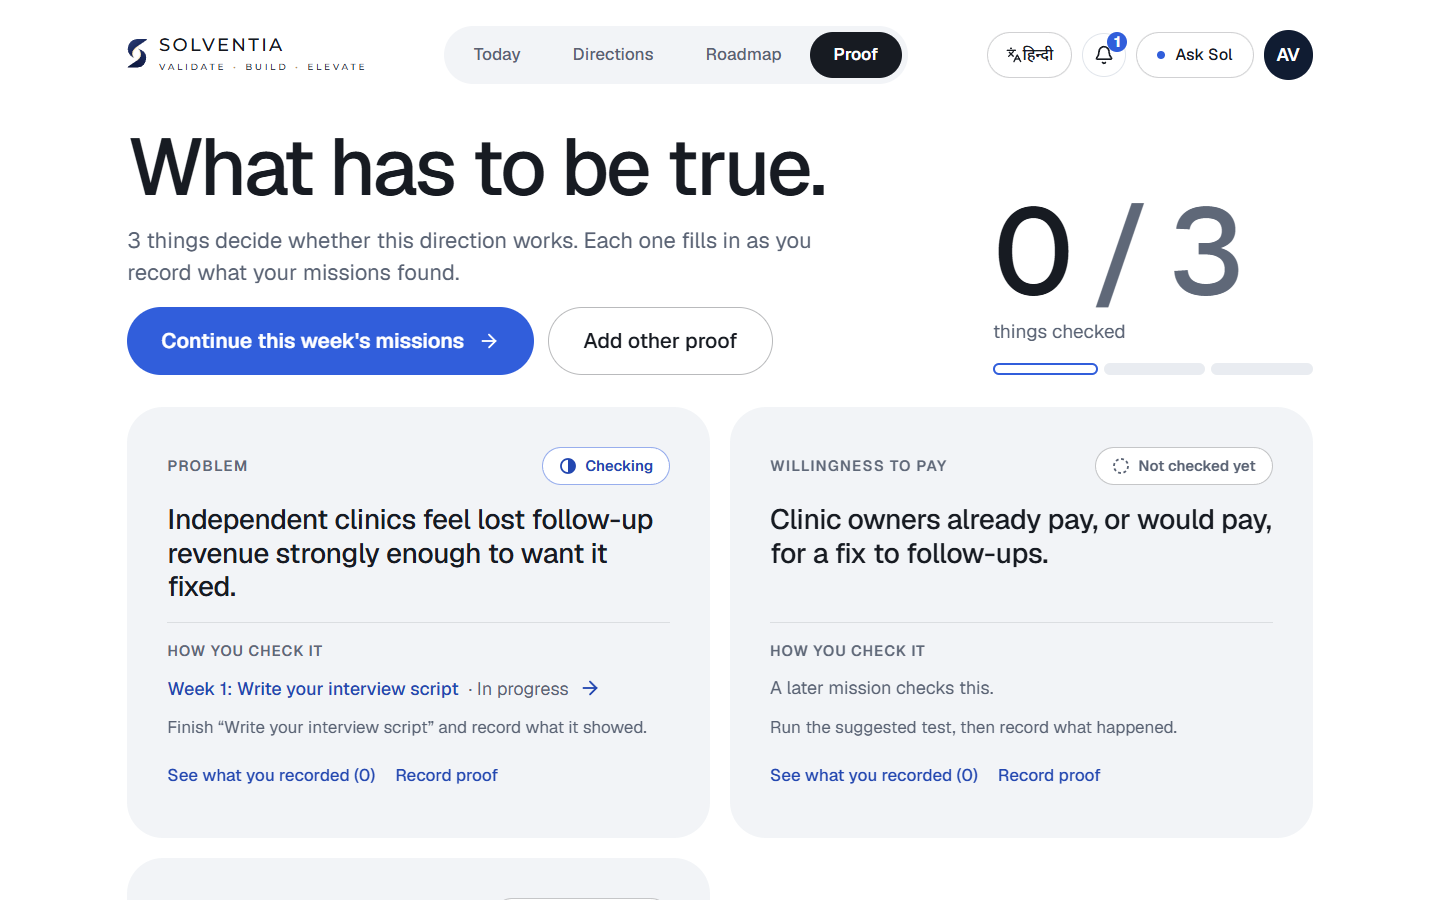 SOLVENTIA
VALIDATE · BUILD · ELEVATE
Today
Directions
Roadmap
Proof
हिन्दी
1
Ask Sol
AV
What has to be true.
3 things decide whether this direction works. Each one fills in as you
record what your missions found.
Continue this week's missions →
Add other proof
0 / 3
things checked
PROBLEM
Checking
Independent clinics feel lost follow-up
revenue strongly enough to want it
fixed.
HOW YOU CHECK IT
Week 1: Write your interview script · In progress →
Finish “Write your interview script” and record what it showed.
See what you recorded (0) Record proof
WILLINGNESS TO PAY
Not checked yet
Clinic owners already pay, or would pay,
for a fix to follow-ups.
HOW YOU CHECK IT
A later mission checks this.
Run the suggested test, then record what happened.
See what you recorded (0) Record proof